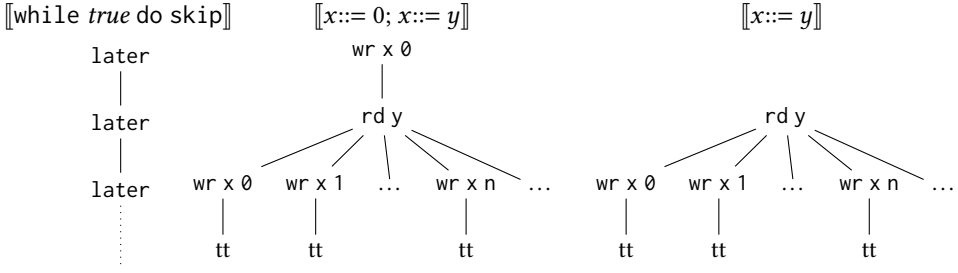 ⟦while true do skip⟧ ⟦x::= 0; x::= y⟧ ⟦x::= y⟧
later wr x 0
later rd y rd y
later wr x 0 wr x 1 ... wr x n ... wr x 0 wr x 1 ... wr x n ...
tt tt tt tt tt tt